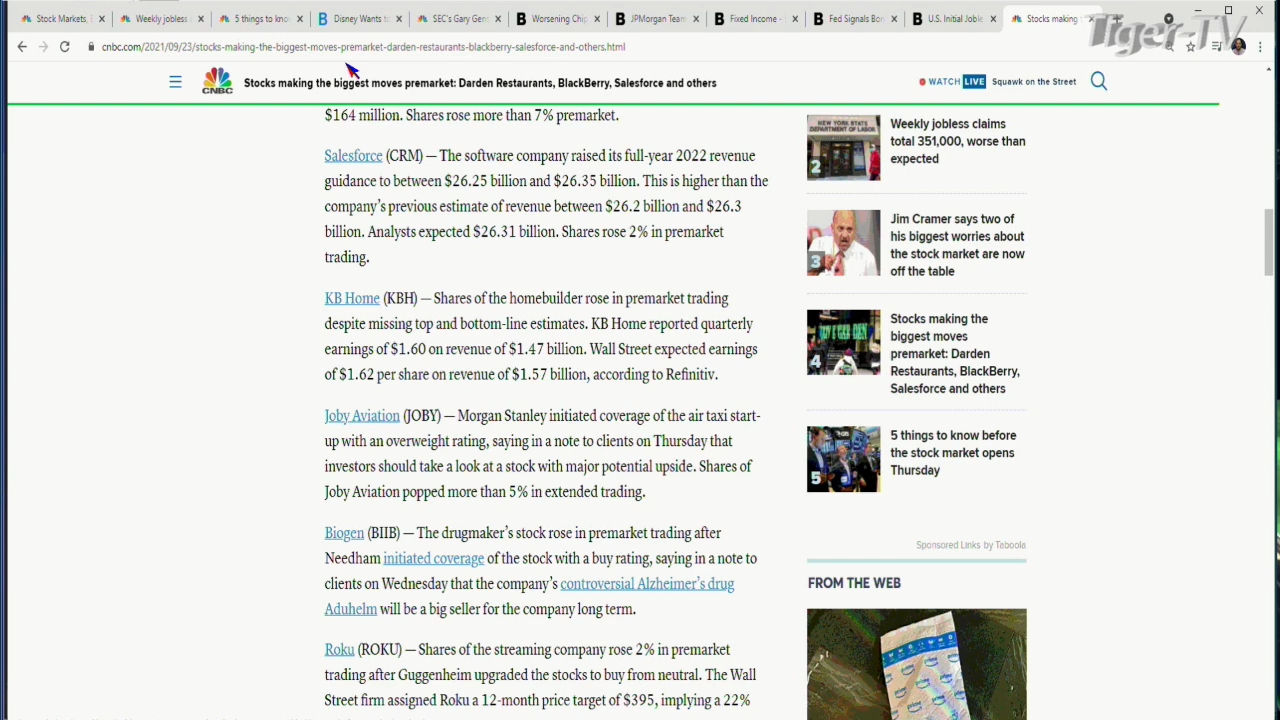 Stock Markets,
Weekly jobless
5 things to kno
Disney Wants t
SEC's Gary Gen
Worsening Chip
JPMorgan Team
Fixed Income -
Fed Signals Bon
U.S. Initial Joble
Stocks making
Tiger-TV
cnbc.com/2021/09/23/stocks-making-the-biggest-moves-premarket-darden-restaurants-blackberry-salesforce-and-others.html
CNBC
Stocks making the biggest moves premarket: Darden Restaurants, BlackBerry, Salesforce and others
WATCH LIVE Squawk on the Street
$164 million. Shares rose more than 7% premarket.
Salesforce (CRM) — The software company raised its full-year 2022 revenue
guidance to between $26.25 billion and $26.35 billion. This is higher than the
company's previous estimate of revenue between $26.2 billion and $26.3
billion. Analysts expected $26.31 billion. Shares rose 2% in premarket
trading.
KB Home (KBH) — Shares of the homebuilder rose in premarket trading
despite missing top and bottom-line estimates. KB Home reported quarterly
earnings of $1.60 on revenue of $1.47 billion. Wall Street expected earnings
of $1.62 per share on revenue of $1.57 billion, according to Refinitiv.
Joby Aviation (JOBY) — Morgan Stanley initiated coverage of the air taxi start-
up with an overweight rating, saying in a note to clients on Thursday that
investors should take a look at a stock with major potential upside. Shares of
Joby Aviation popped more than 5% in extended trading.
Biogen (BIIB) — The drugmaker's stock rose in premarket trading after
Needham initiated coverage of the stock with a buy rating, saying in a note to
clients on Wednesday that the company's controversial Alzheimer's drug
Aduhelm will be a big seller for the company long term.
Roku (ROKU) — Shares of the streaming company rose 2% in premarket
trading after Guggenheim upgraded the stocks to buy from neutral. The Wall
Street firm assigned Roku a 12-month price target of $395, implying a 22%
NEW YORK STATE
DEPARTMENT OF LABOR
2
Weekly jobless claims
total 351,000, worse than
expected
3
Jim Cramer says two of
his biggest worries about
the stock market are now
off the table
4
Stocks making the
biggest moves
premarket: Darden
Restaurants, BlackBerry,
Salesforce and others
5
5 things to know before
the stock market opens
Thursday
Sponsored Links by Taboola
FROM THE WEB